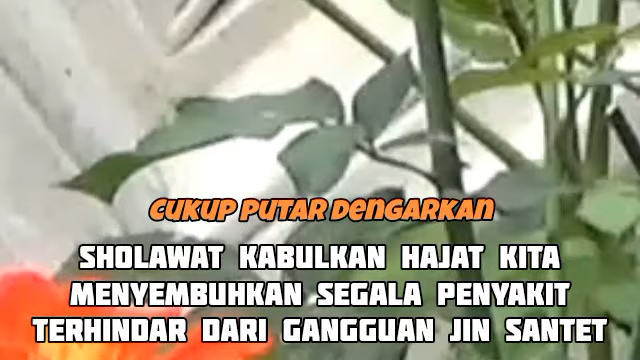 CUKUP PUTAR DENGARKAN
SHOLAWAT KABULKAN HAJAT KITA
MENYEMBUHKAN SEGALA PENYAKIT
TERHINDAR DARI GANGGUAN JIN SANTET